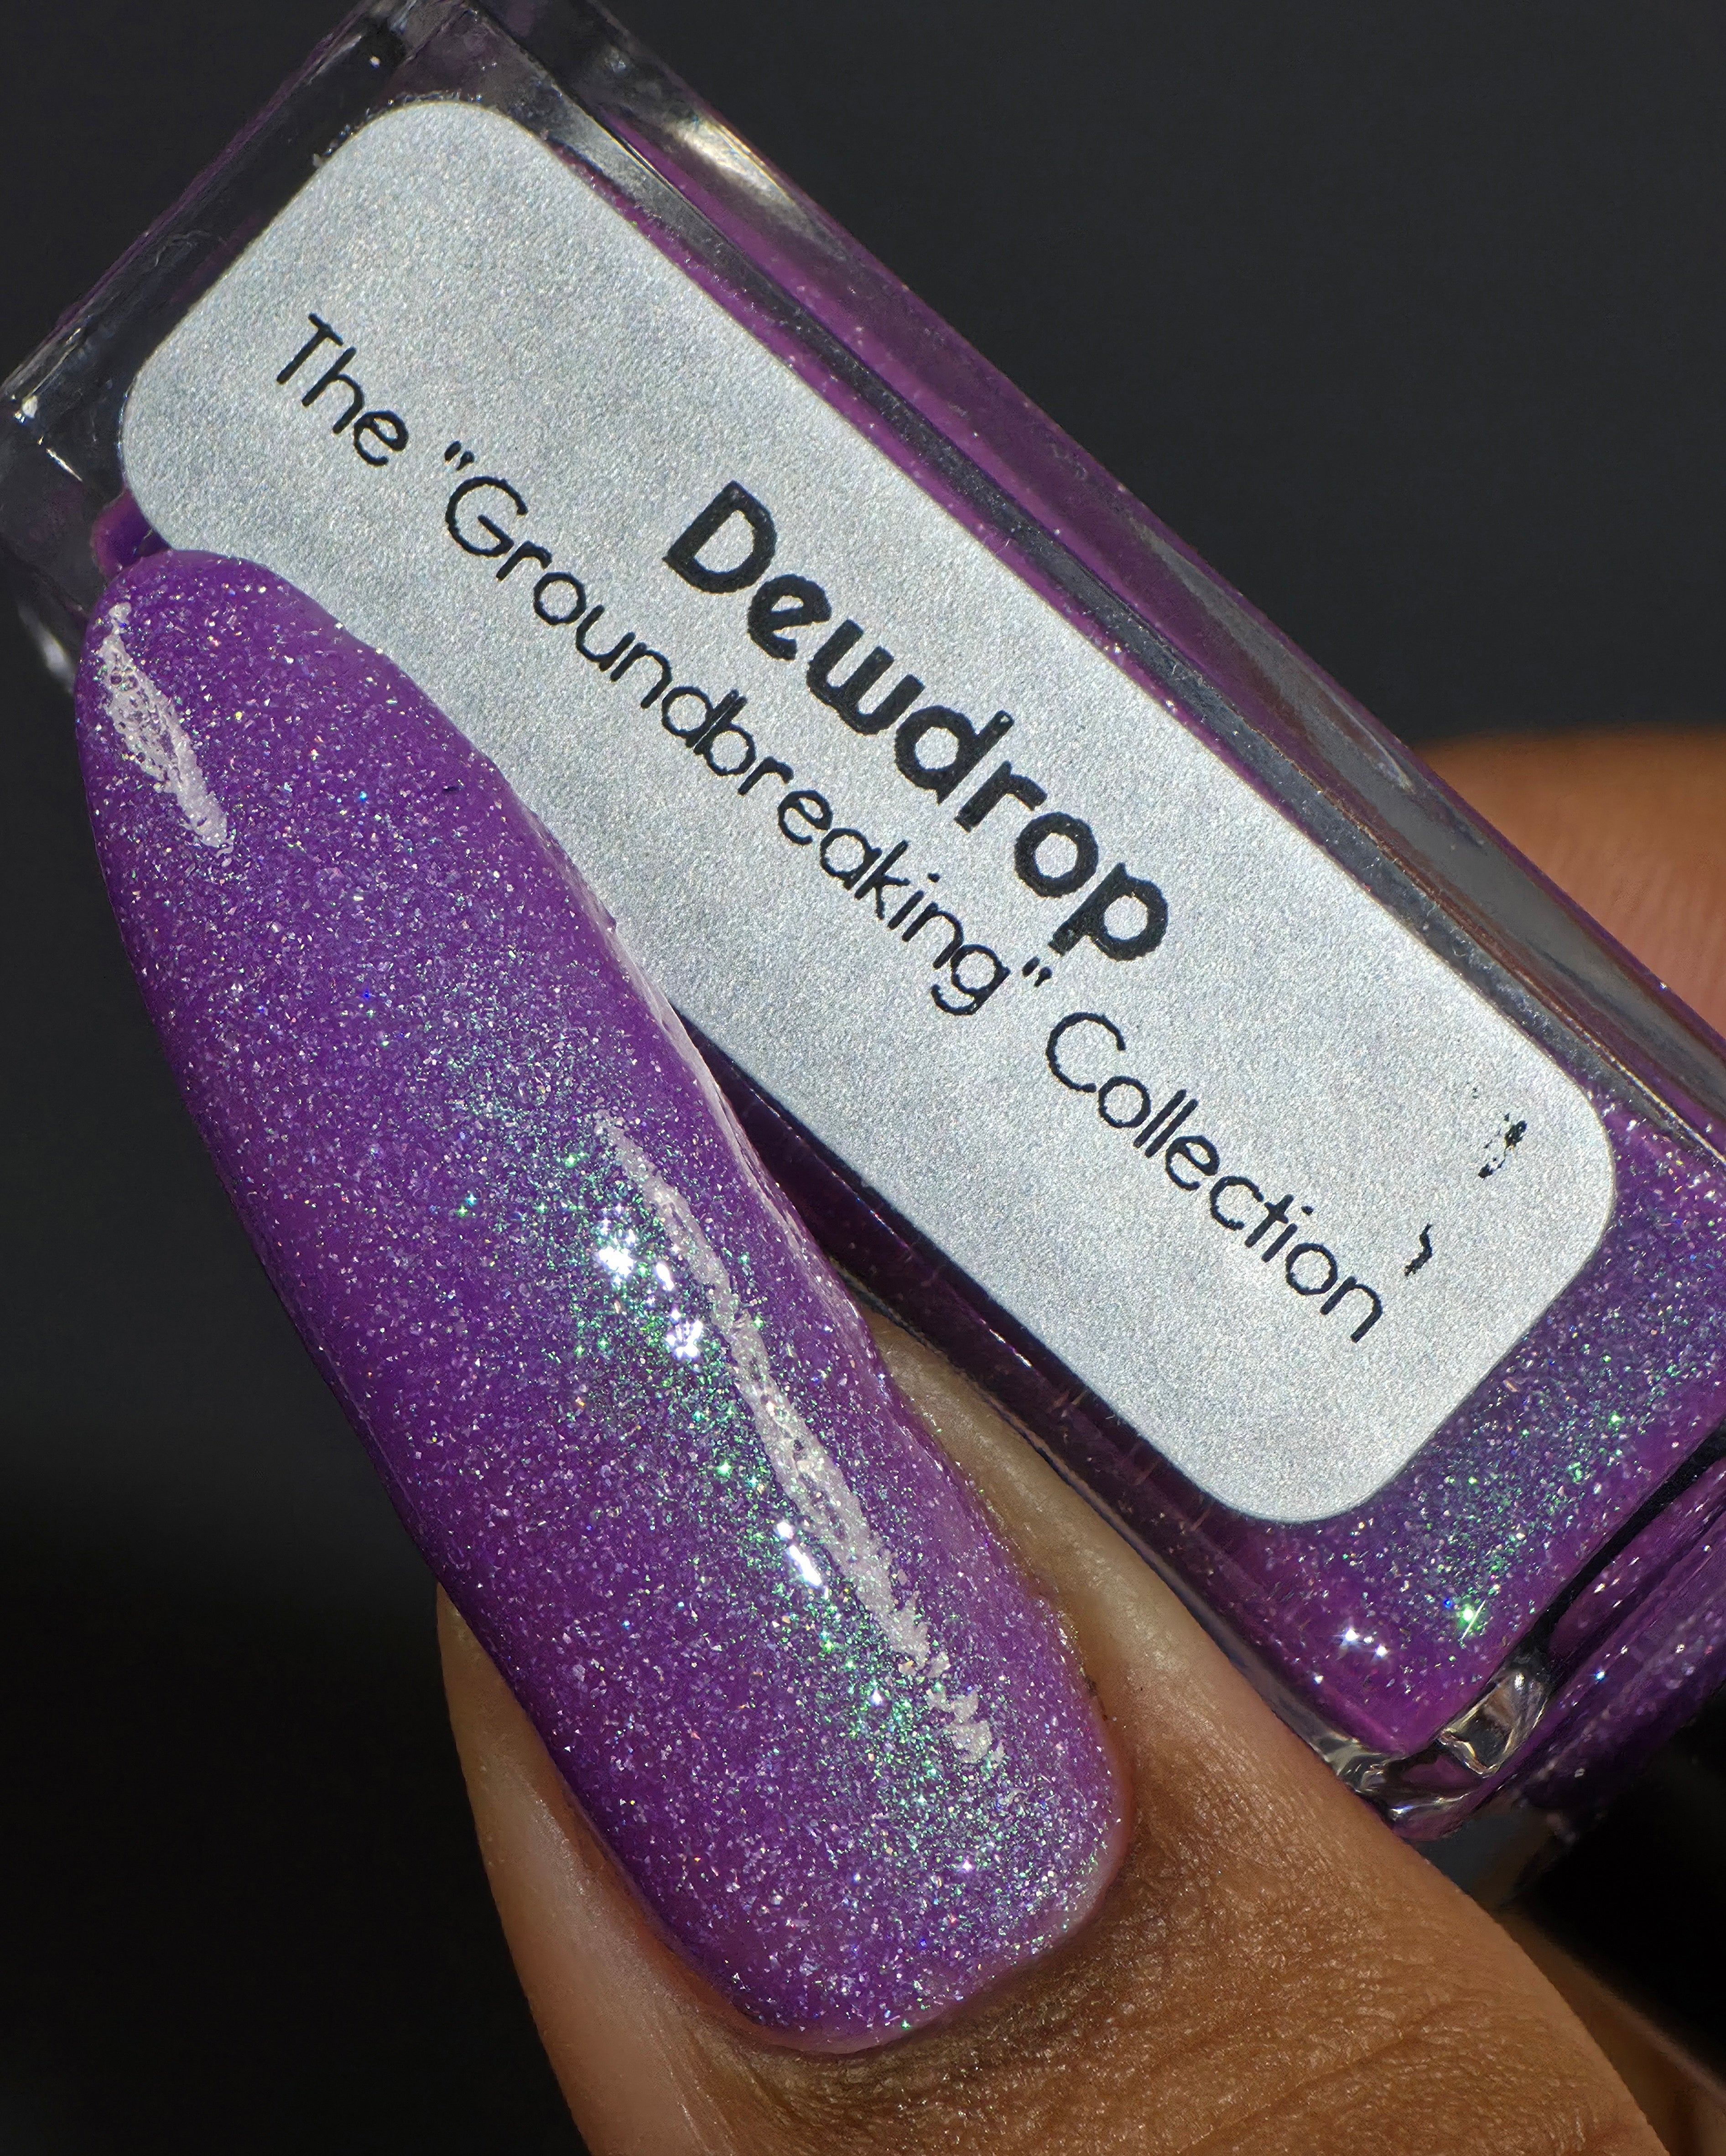 Dewdrop
The "Groundbreaking" Collection